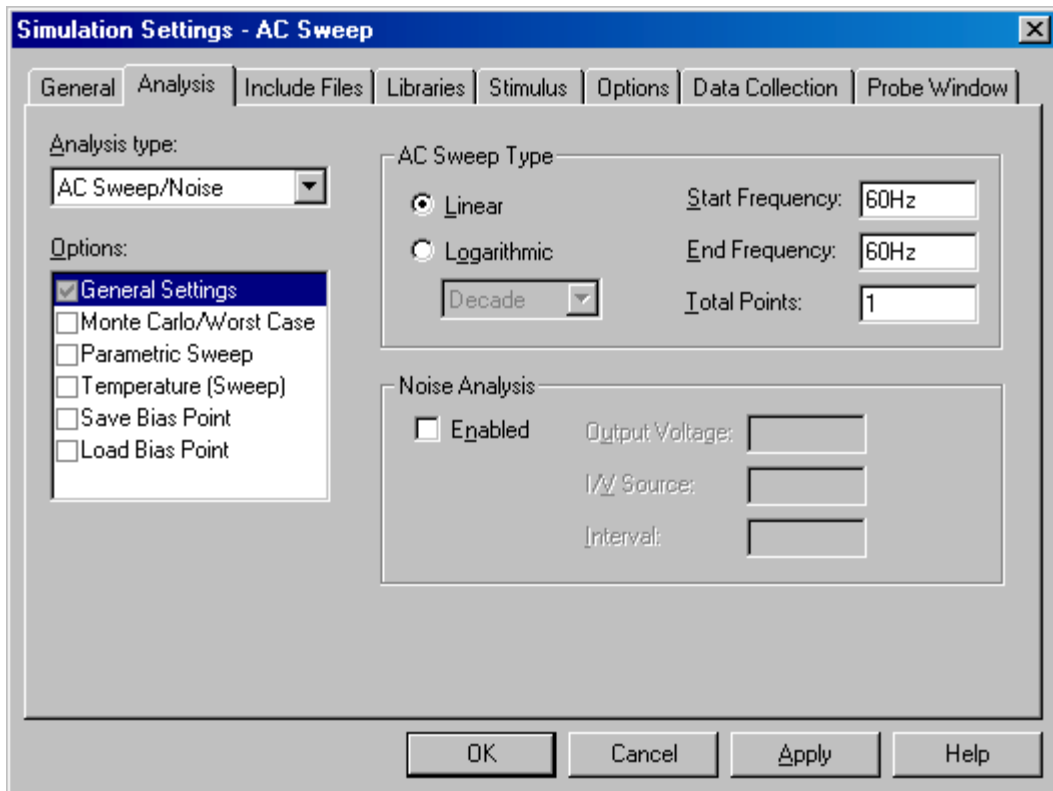 Simulation Settings - AC Sweep
General
Analysis
Include Files
Libraries
Stimulus
Options
Data Collection
Probe Window
Analysis type:
AC Sweep/Noise
Options:
General Settings
Monte Carlo/Worst Case
Parametric Sweep
Temperature (Sweep)
Save Bias Point
Load Bias Point
AC Sweep Type
Linear
Logarithmic
Decade
Start Frequency: 60Hz
End Frequency: 60Hz
Total Points: 1
Noise Analysis
Enabled
Output Voltage:
I/V Source:
Interval:
OK
Cancel
Apply
Help